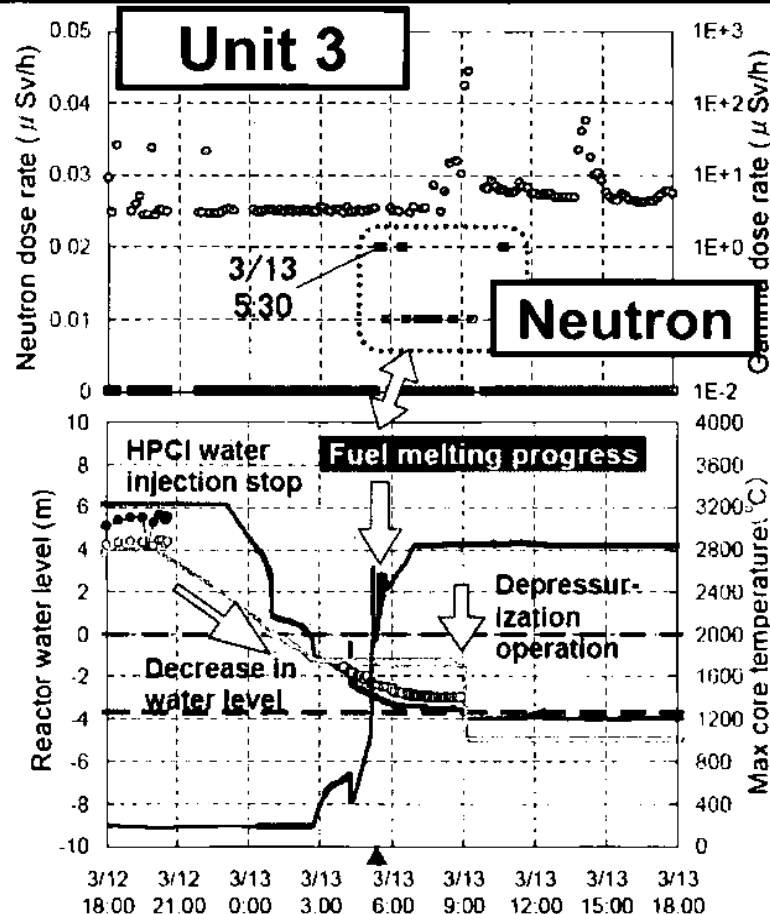 Unit 3
Neutron dose rate ( μ Sv/h)
0.05
0.04
0.03
0.02
0.01
0
1E+3
1E+2
1E+1
1E+0
1E-2
Gamma dose rate ( μ Sv/h)
3/13
5:30
Neutron
Reactor water level (m)
10
8
6
4
2
0
-2
-4
-6
-8
-10
HPCI water
injection stop
Fuel melting progress
Decrease in
water level
Depressur-
ization
operation
4000
3600
3200
2800
2400
2000
1600
1200
800
400
0
Max core temperature( °C)
3/12 3/12 3/13 3/13 3/13 3/13 3/13 3/13 3/13
18:00 21:00 0:00 3:00 6:00 9:00 12:00 15:00 18:00